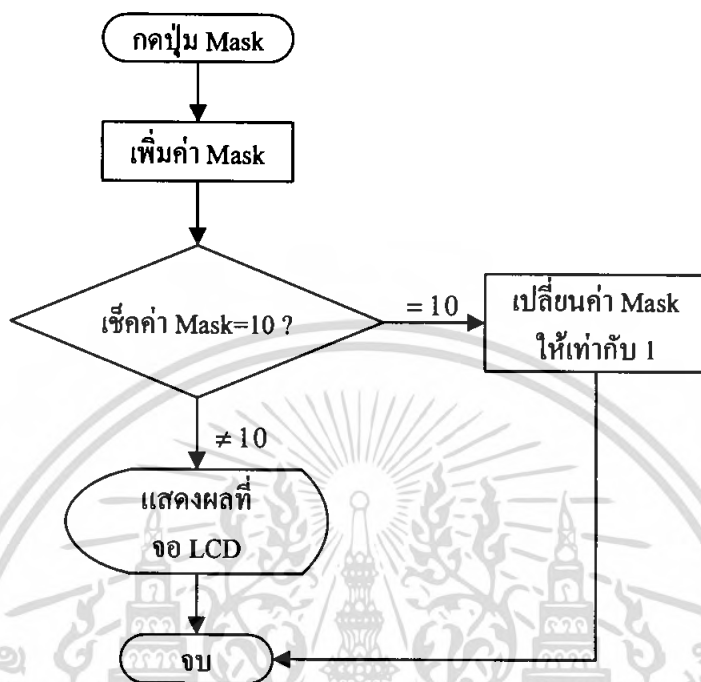 กดปุ่ม Mask
เพิ่มค่า Mask
เช็คค่า Mask=10 ?
= 10
เปลี่ยนค่า Mask
ให้เท่ากับ 1
≠ 10
แสดงผลที่
จอ LCD
จบ